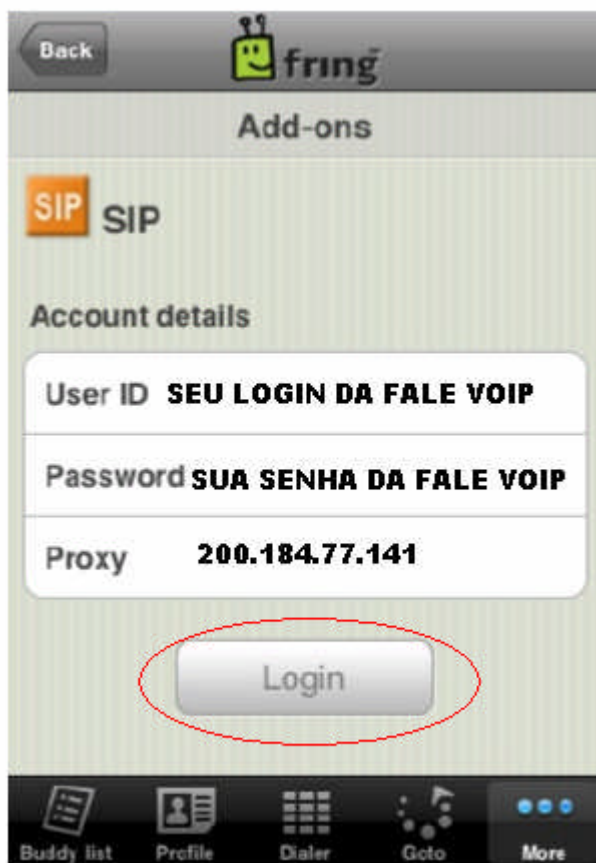 Back
fring
Add-ons
SIP SIP
Account details
User ID SEU LOGIN DA FALE VOIP
Password SUA SENHA DA FALE VOIP
Proxy 200.184.77.141
Login
Buddy list Profile Dialer Goto More